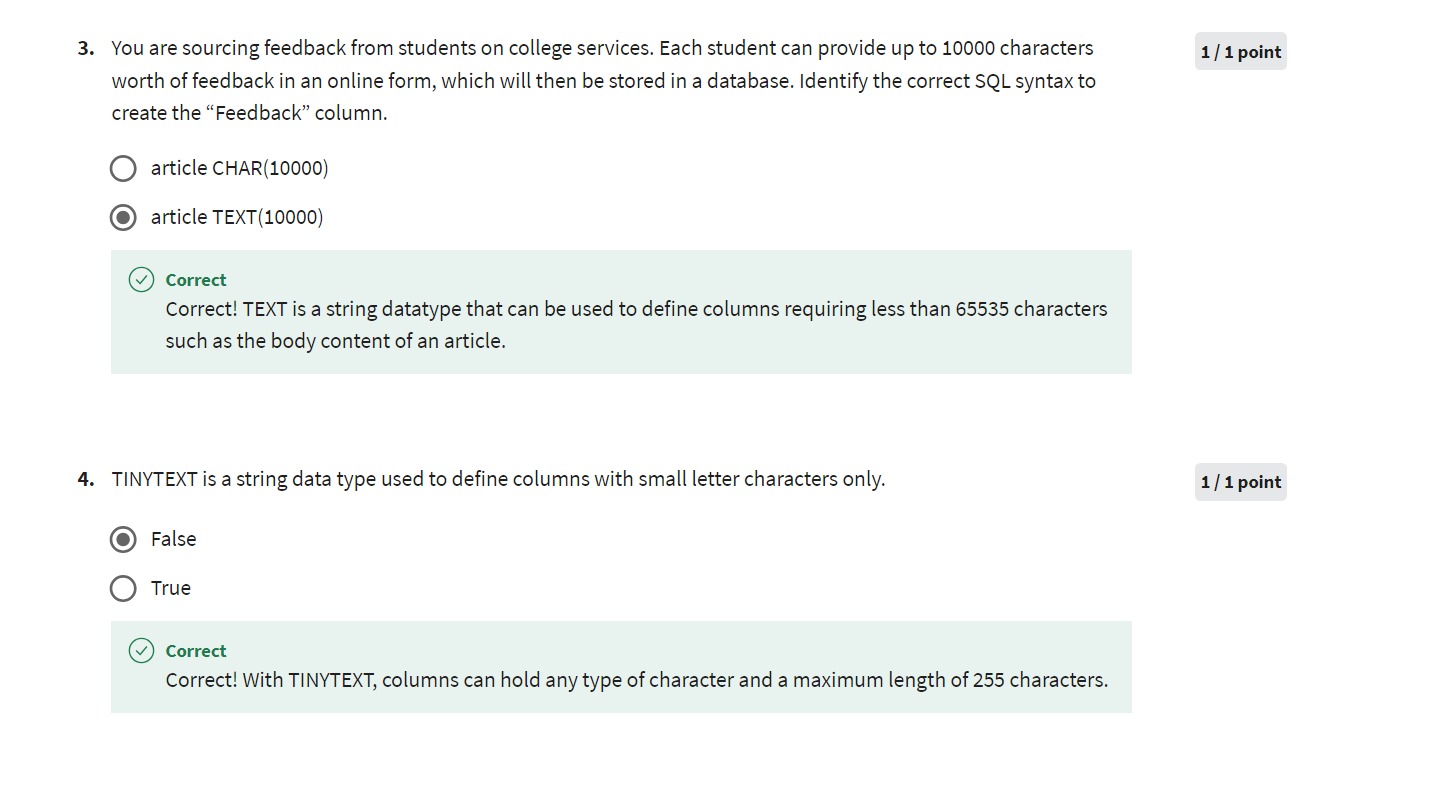 3. You are sourcing feedback from students on college services. Each student can provide up to 10000 characters
1 / 1 point
worth of feedback in an online form, which will then be stored in a database. Identify the correct SQL syntax to
create the “Feedback” column.
article CHAR(10000)
article TEXT(10000)
Correct
Correct! TEXT is a string datatype that can be used to define columns requiring less than 65535 characters
such as the body content of an article.
4. TINYTEXT is a string data type used to define columns with small letter characters only.
1 / 1 point
False
True
Correct
Correct! With TINYTEXT, columns can hold any type of character and a maximum length of 255 characters.